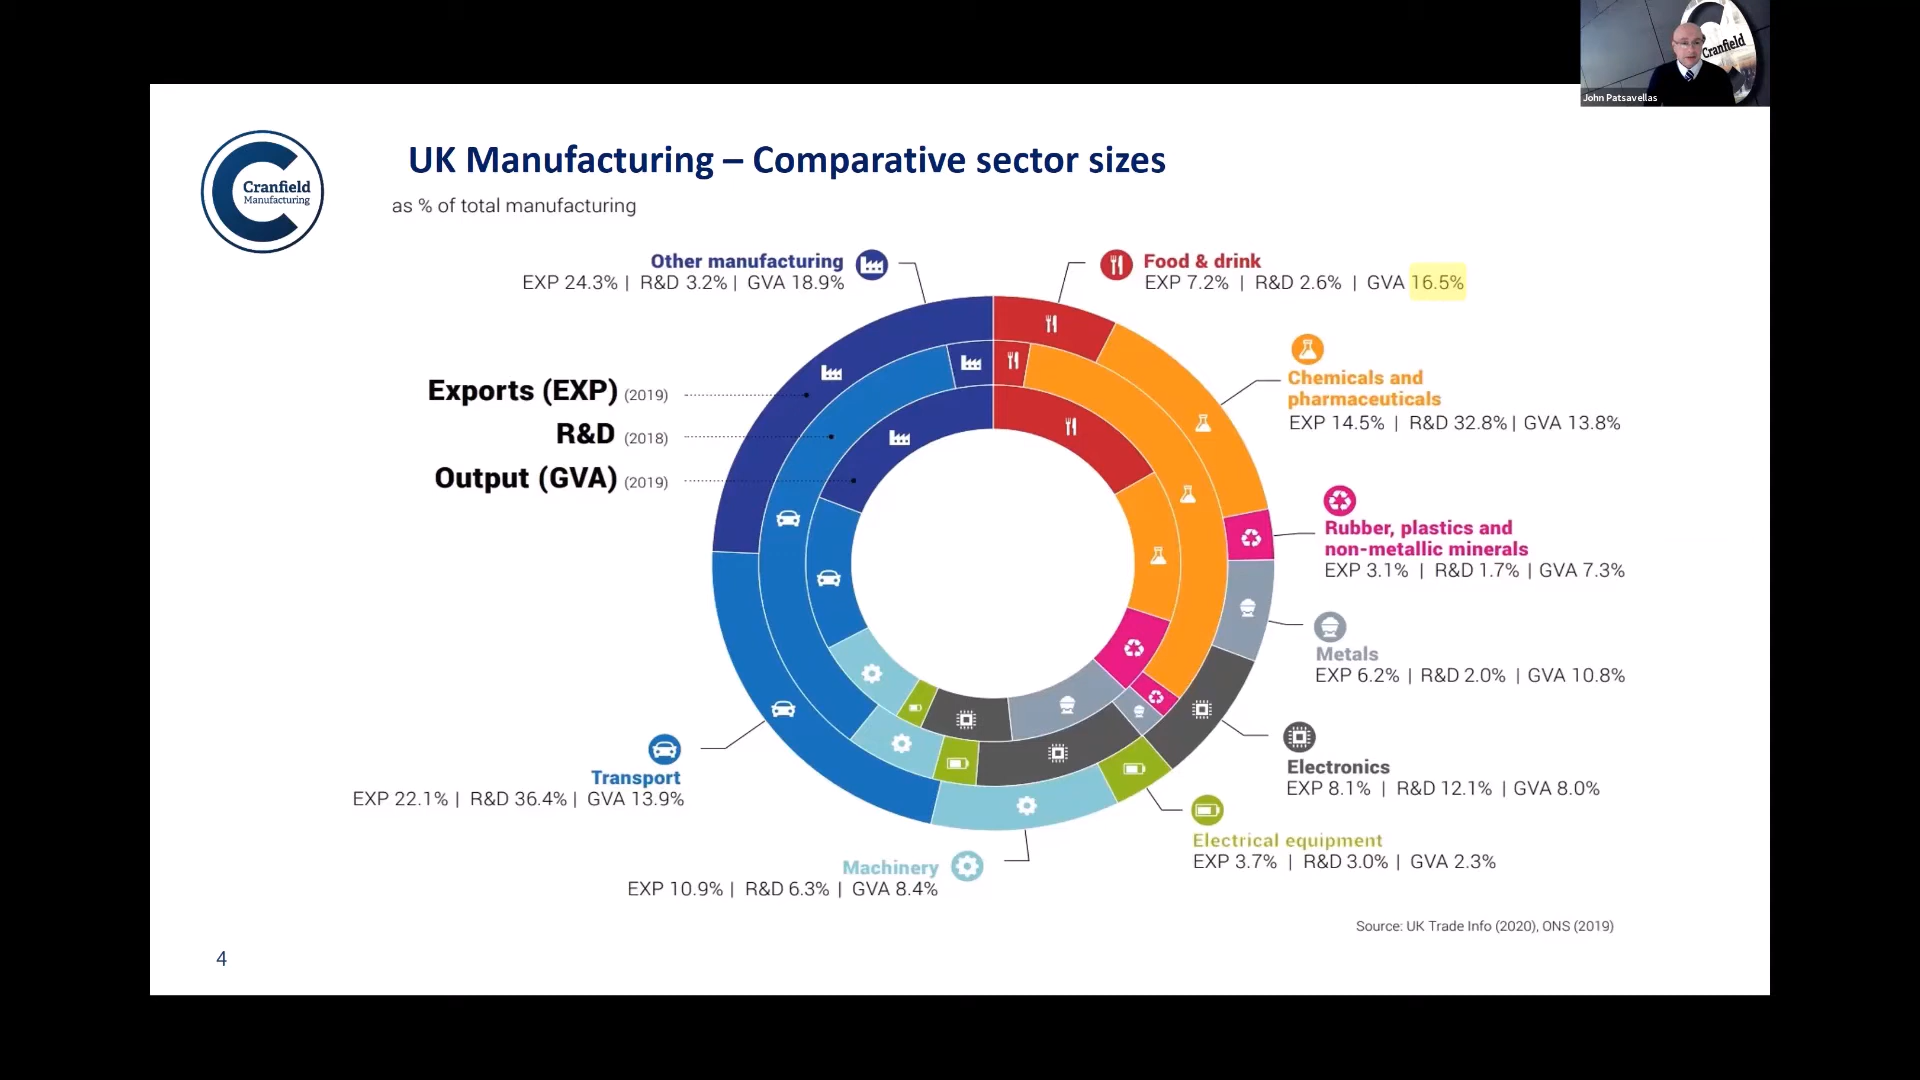 Cranfield
John Patsavellas
Cranfield
Manufacturing
UK Manufacturing – Comparative sector sizes
as % of total manufacturing
Other manufacturing
EXP 24.3% | R&D 3.2% | GVA 18.9%
Food & drink
EXP 7.2% | R&D 2.6% | GVA 16.5%
Chemicals and
pharmaceuticals
EXP 14.5% | R&D 32.8% | GVA 13.8%
Exports (EXP) (2019)
R&D (2018)
Output (GVA) (2019)
Rubber, plastics and
non-metallic minerals
EXP 3.1% | R&D 1.7% | GVA 7.3%
Metals
EXP 6.2% | R&D 2.0% | GVA 10.8%
Electronics
EXP 8.1% | R&D 12.1% | GVA 8.0%
Electrical equipment
EXP 3.7% | R&D 3.0% | GVA 2.3%
Transport
EXP 22.1% | R&D 36.4% | GVA 13.9%
Machinery
EXP 10.9% | R&D 6.3% | GVA 8.4%
Source: UK Trade Info (2020), ONS (2019)
4